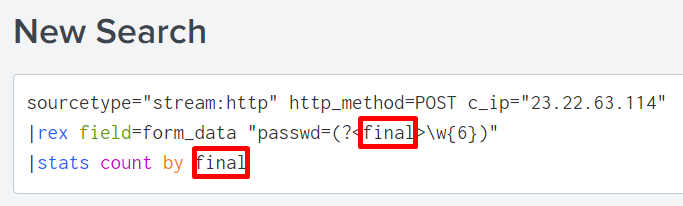 New Search
sourcetype="stream:http" http_method=POST c_ip="23.22.63.114"
|rex field=form_data "passwd=(?<final>\w{6})"
|stats count by final